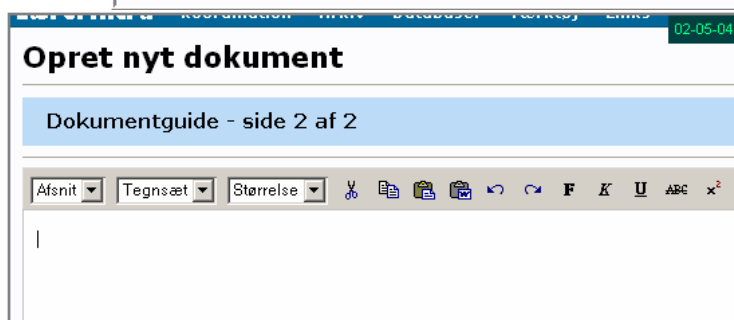 Koordination Arkiv Databaser Værktøj Links
02-05-04
Opret nyt dokument
Dokumentguide - side 2 af 2
Afsnit Tegnsæt Størrelse F K U ABC x²